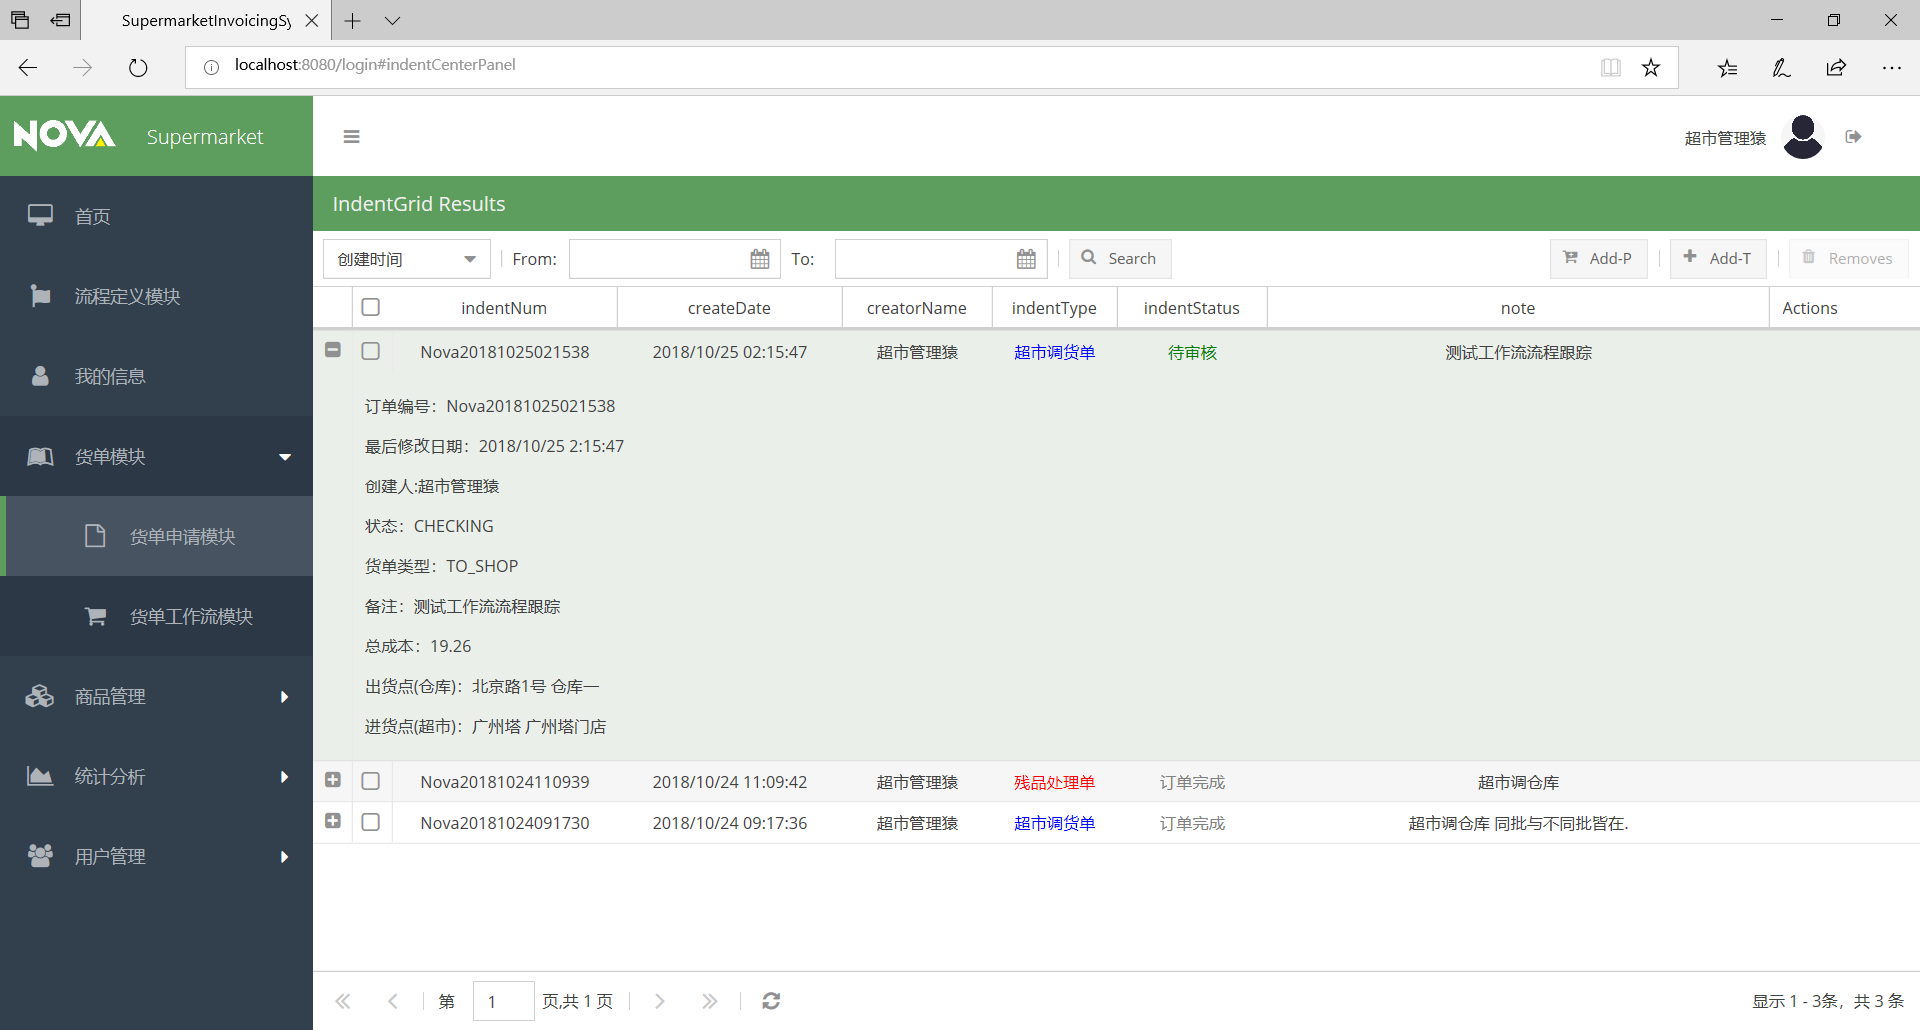 SupermarketInvoicingSy
localhost:8080/login#indentCenterPanel
NOVA Supermarket
超市管理猿
首页
流程定义模块
我的信息
货单模块
货单申请模块
货单工作流模块
商品管理
统计分析
用户管理
IndentGrid Results
创建时间 From: To: Search Add-P Add-T Removes
indentNum createDate creatorName indentType indentStatus note Actions
Nova20181025021538 2018/10/25 02:15:47 超市管理猿 超市调货单 待审核 测试工作流流程跟踪
订单编号：Nova20181025021538
最后修改日期：2018/10/25 2:15:47
创建人:超市管理猿
状态：CHECKING
货单类型：TO_SHOP
备注：测试工作流流程跟踪
总成本：19.26
出货点(仓库)：北京路1号 仓库一
进货点(超市)：广州塔 广州塔门店
Nova20181024110939 2018/10/24 11:09:42 超市管理猿 残品处理单 订单完成 超市调仓库
Nova20181024091730 2018/10/24 09:17:36 超市管理猿 超市调货单 订单完成 超市调仓库 同批与不同批皆在.
第 1 页,共 1 页
显示 1 - 3条，共 3 条